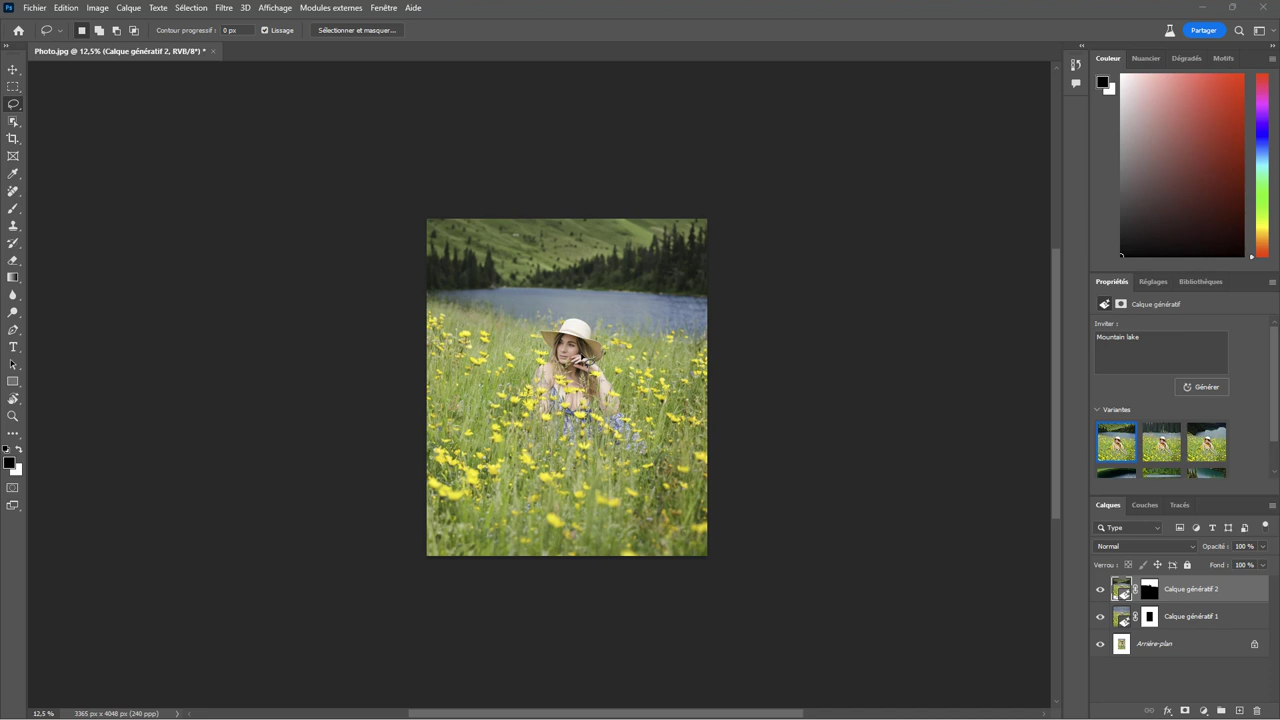 Ps Fichier Edition Image Calque Texte Sélection Filtre 3D Affichage Modules externes Fenêtre Aide
Contour progressif : 0 px Lissage Sélectionner et masquer... Partager
Photo.jpg @ 12,5% (Calque génératif 2, RVB/8*) *
Couleur Nuancier Dégradés Motifs
Propriétés Réglages Bibliothèques
Calque génératif
Inviter :
Mountain lake
Générer
Variantes
Calques Couches Tracés
Type
Normal Opacité : 100 %
Verrou : Fond : 100 %
Calque génératif 2
Calque génératif 1
Arrière-plan
fx
12,5 % 3365 px x 4048 px (240 ppp)